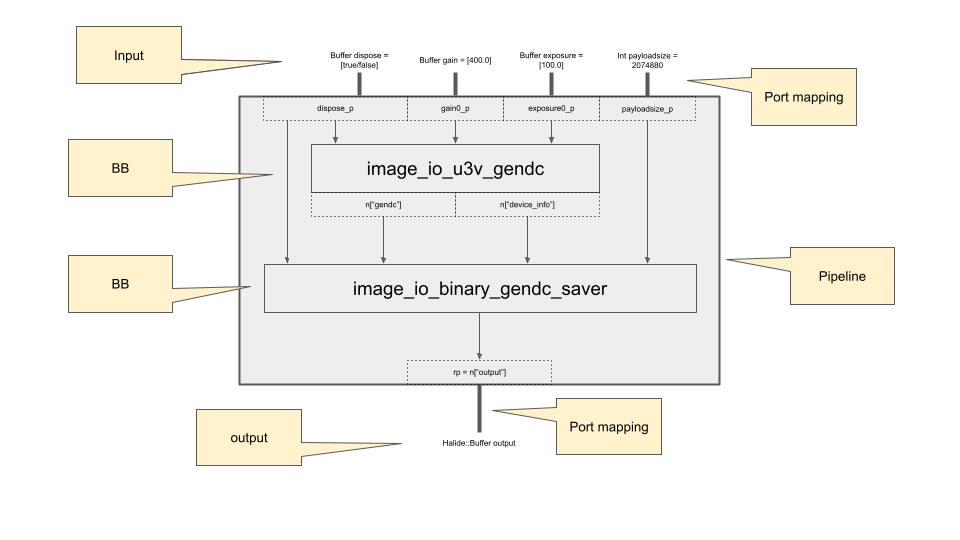 Input
Buffer dispose =
[true/false]
Buffer gain = [400.0]
Buffer exposure =
[100.0]
Int payloadsize =
2074880
Port mapping
dispose_p
gain0_p
exposure0_p
payloadsize_p
BB
image_io_u3v_gendc
n["gendc"]
n["device_info"]
BB
image_io_binary_gendc_saver
Pipeline
rp = n["output"]
output
Port mapping
Halide::Buffer output